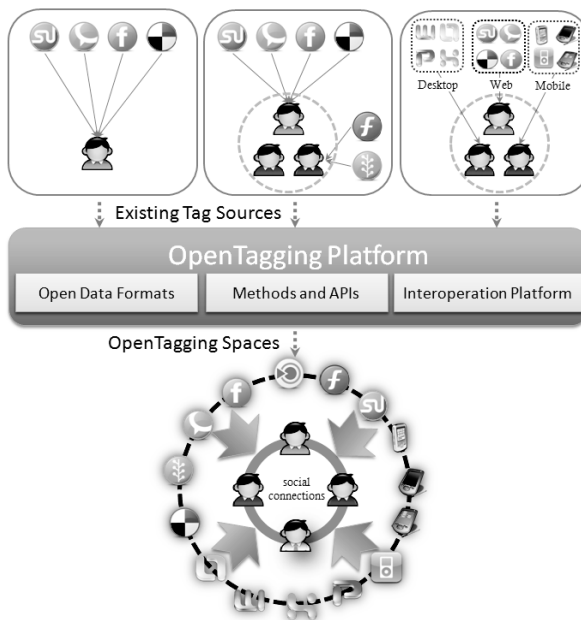 Desktop
Web
Mobile
Existing Tag Sources
OpenTagging Platform
Open Data Formats
Methods and APIs
Interoperation Platform
OpenTagging Spaces
social
connections